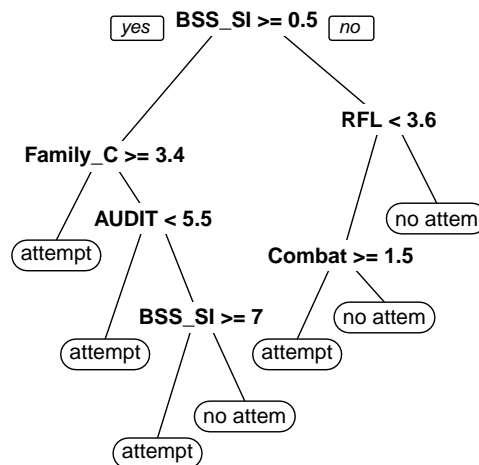 yes BSS_SI >= 0.5 no
RFL < 3.6
Family_C >= 3.4
AUDIT < 5.5
no attem
attempt
Combat >= 1.5
BSS_SI >= 7
no attem
attempt
attempt
no attem
attempt